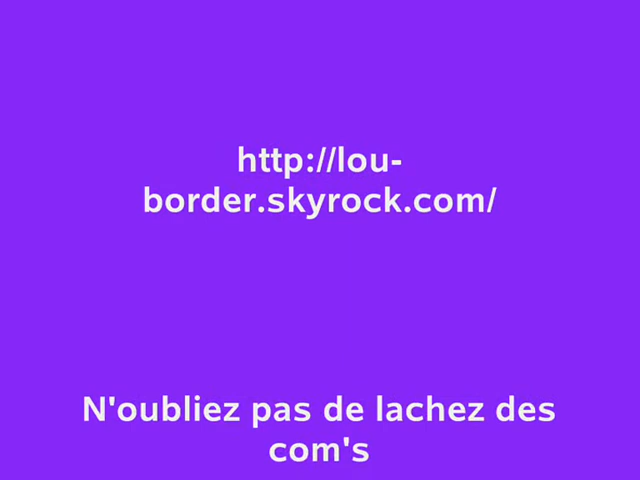 http://lou-
border.skyrock.com/
N'oubliez pas de lachez des
com's